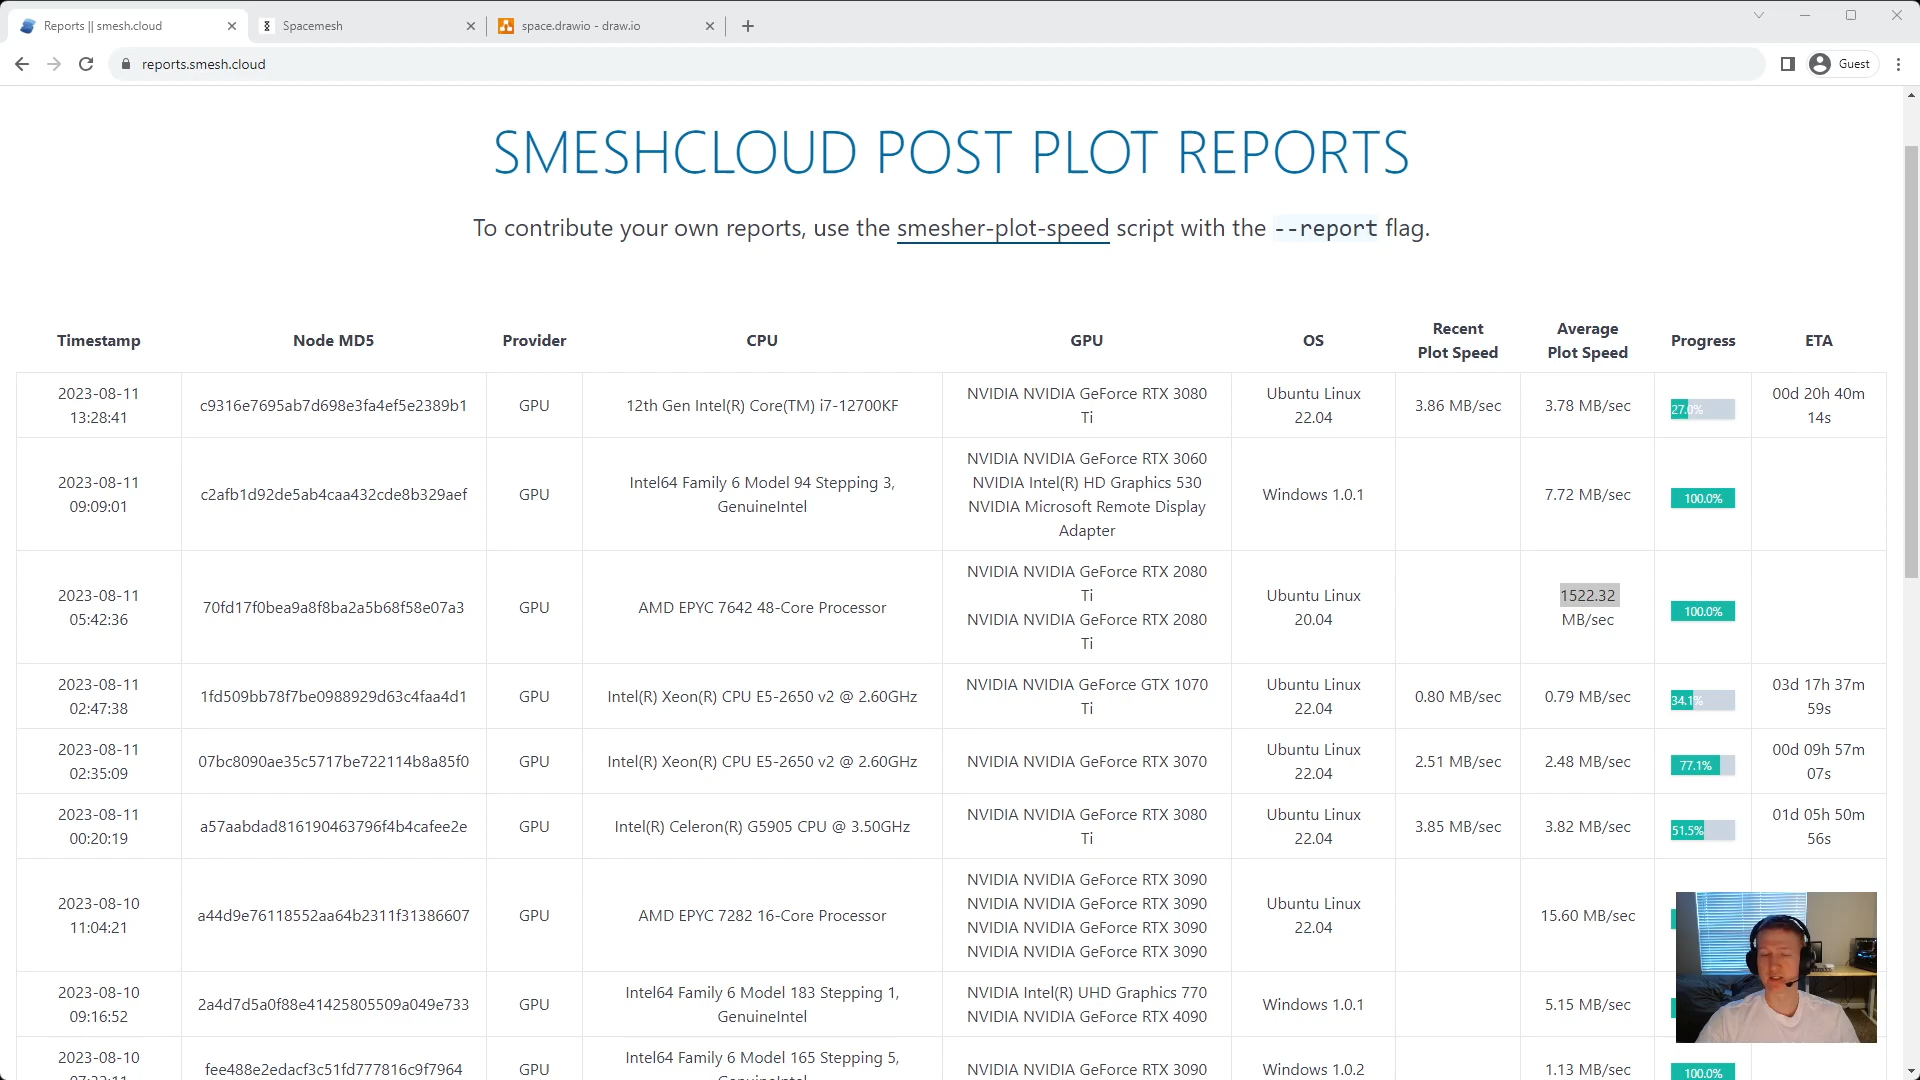 Reports || smesh.cloud
Spacemesh
space.drawio - draw.io
reports.smesh.cloud
Guest
SMESHCLOUD POST PLOT REPORTS
To contribute your own reports, use the smesher-plot-speed script with the --report flag.
Timestamp Node MD5 Provider CPU GPU OS Recent Plot Speed Average Plot Speed Progress ETA
2023-08-11 13:28:41 c9316e7695ab7d698e3fa4ef5e2389b1 GPU 12th Gen Intel(R) Core(TM) i7-12700KF NVIDIA NVIDIA GeForce RTX 3080 Ti Ubuntu Linux 22.04 3.86 MB/sec 3.78 MB/sec 27.0% 00d 20h 40m 14s
2023-08-11 09:09:01 c2afb1d92de5ab4caa432cde8b329aef GPU Intel64 Family 6 Model 94 Stepping 3, GenuineIntel NVIDIA NVIDIA GeForce RTX 3060 NVIDIA Intel(R) HD Graphics 530 NVIDIA Microsoft Remote Display Adapter Windows 1.0.1 7.72 MB/sec 100.0%
2023-08-11 05:42:36 70fd17f0bea9a8f8ba2a5b68f58e07a3 GPU AMD EPYC 7642 48-Core Processor NVIDIA NVIDIA GeForce RTX 2080 Ti NVIDIA NVIDIA GeForce RTX 2080 Ti Ubuntu Linux 20.04 1522.32 MB/sec 100.0%
2023-08-11 02:47:38 1fd509bb78f7be0988929d63c4faa4d1 GPU Intel(R) Xeon(R) CPU E5-2650 v2 @ 2.60GHz NVIDIA NVIDIA GeForce GTX 1070 Ti Ubuntu Linux 22.04 0.80 MB/sec 0.79 MB/sec 34.1% 03d 17h 37m 59s
2023-08-11 02:35:09 07bc8090ae35c5717be722114b8a85f0 GPU Intel(R) Xeon(R) CPU E5-2650 v2 @ 2.60GHz NVIDIA NVIDIA GeForce RTX 3070 Ubuntu Linux 22.04 2.51 MB/sec 2.48 MB/sec 77.1% 00d 09h 57m 07s
2023-08-11 00:20:19 a57aabdad816190463796f4b4cafee2e GPU Intel(R) Celeron(R) G5905 CPU @ 3.50GHz NVIDIA NVIDIA GeForce RTX 3080 Ti Ubuntu Linux 22.04 3.85 MB/sec 3.82 MB/sec 51.5% 01d 05h 50m 56s
2023-08-10 11:04:21 a44d9e76118552aa64b2311f31386607 GPU AMD EPYC 7282 16-Core Processor NVIDIA NVIDIA GeForce RTX 3090 NVIDIA NVIDIA GeForce RTX 3090 NVIDIA NVIDIA GeForce RTX 3090 NVIDIA NVIDIA GeForce RTX 3090 Ubuntu Linux 22.04 15.60 MB/sec
2023-08-10 09:16:52 2a4d7d5a0f88e41425805509a049e733 GPU Intel64 Family 6 Model 183 Stepping 1, GenuineIntel NVIDIA Intel(R) UHD Graphics 770 NVIDIA NVIDIA GeForce RTX 4090 Windows 1.0.1 5.15 MB/sec
2023-08-10 fee488e2edacf3c51fd777816c9f7964 GPU Intel64 Family 6 Model 165 Stepping 5, NVIDIA NVIDIA GeForce RTX 3090 Windows 1.0.2 1.13 MB/sec 100.0%